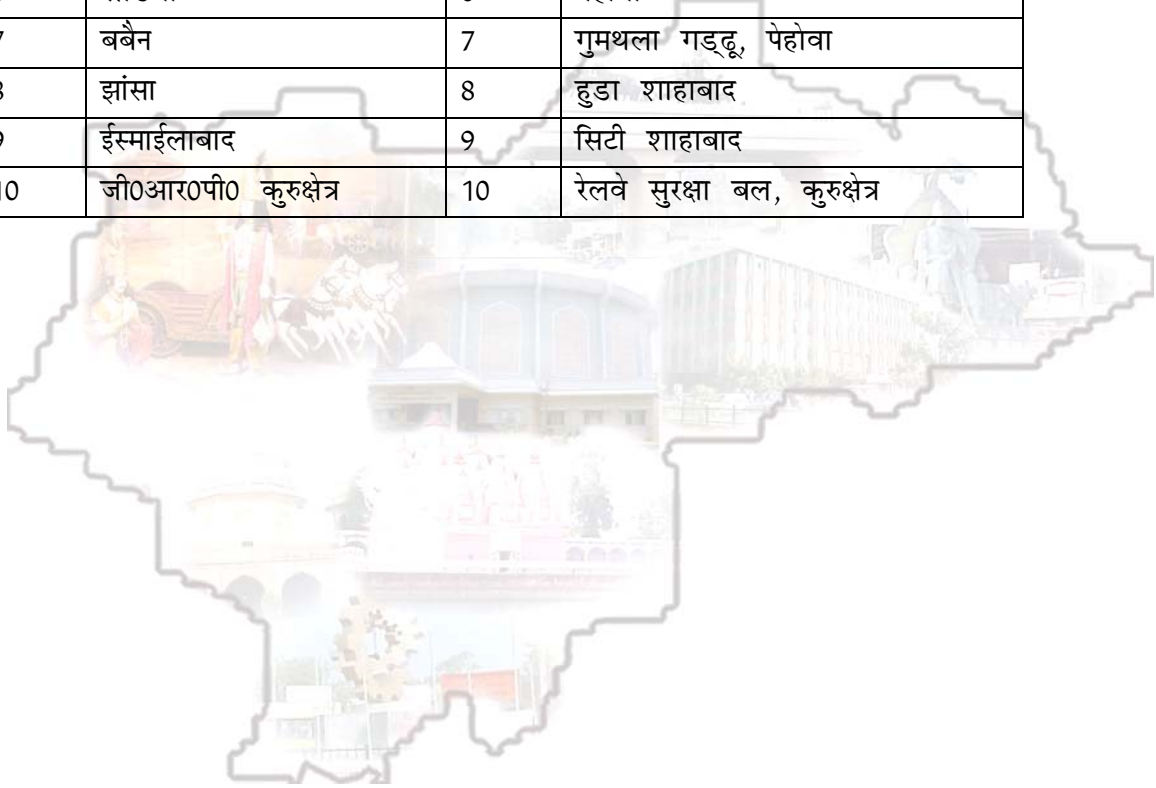 7 बबैन 7 गुमथला गड्ढू, पेहोवा
8 झांसा 8 हुडा शाहाबाद
9 ईस्माईलाबाद 9 सिटी शाहाबाद
10 जी0आर0पी0 कुरुक्षेत्र 10 रेलवे सुरक्षा बल, कुरुक्षेत्र